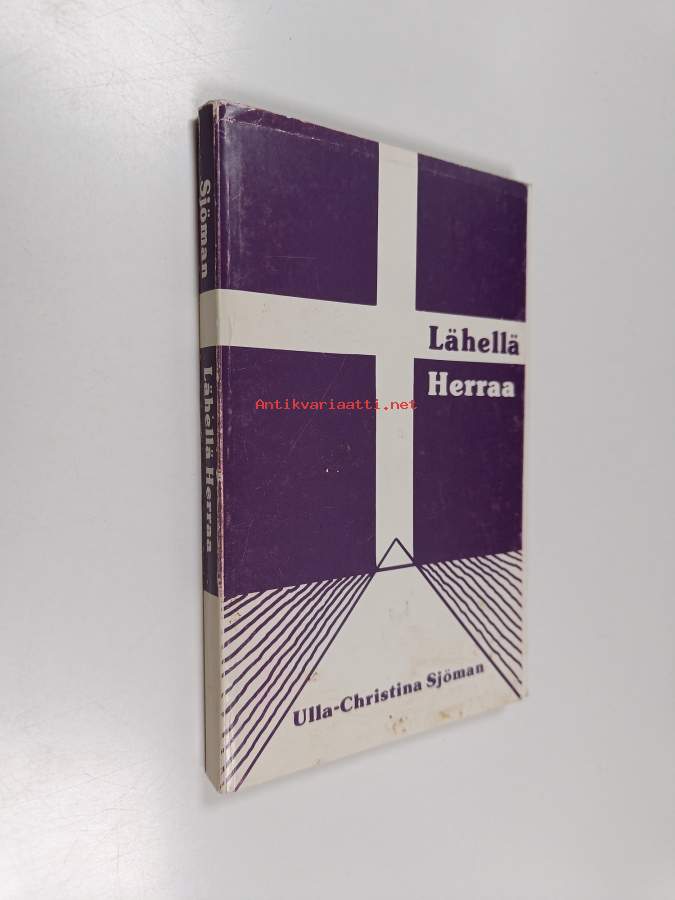 Sjöman
Lähellä Herraa
Lähellä
Herraa
Antikvariaatti.net
Ulla-Christina Sjöman